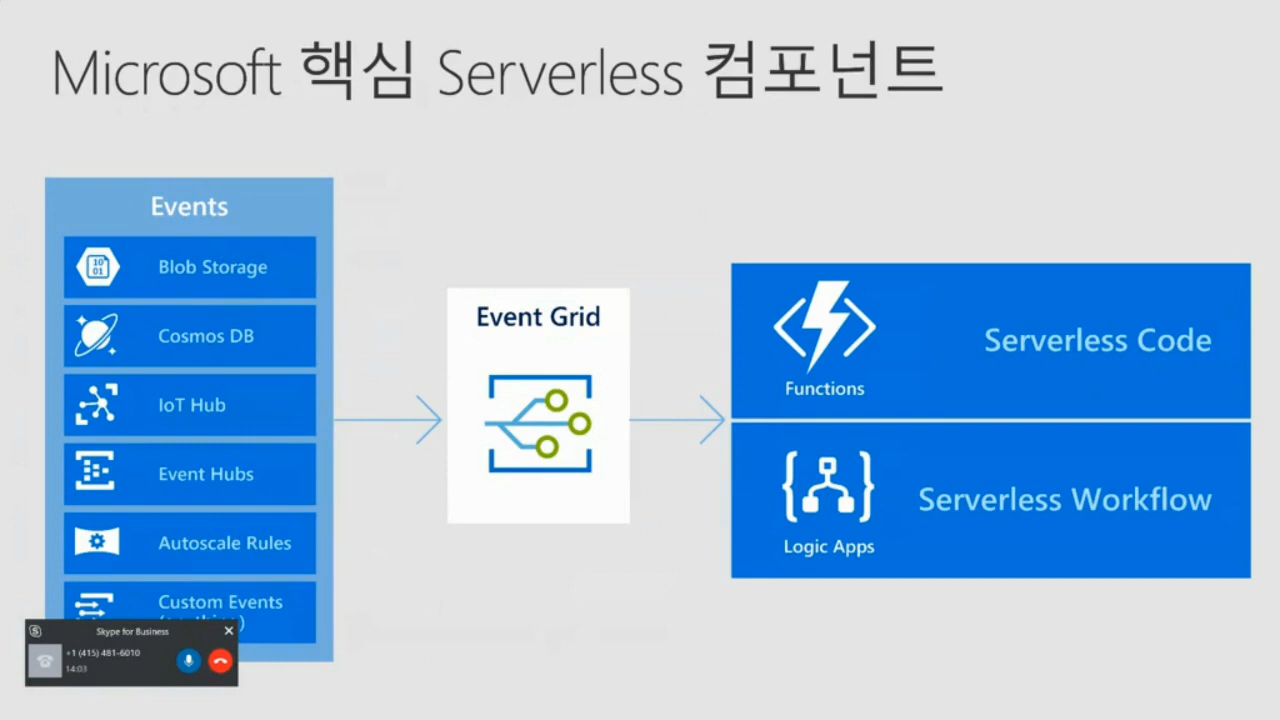 Microsoft 핵심 Serverless 컴포넌트
Events
Blob Storage
Cosmos DB
IoT Hub
Event Hubs
Autoscale Rules
Custom Events
Event Grid
Functions
Serverless Code
Logic Apps
Serverless Workflow
Skype for Business
+1 (415) 481-6010
14:03